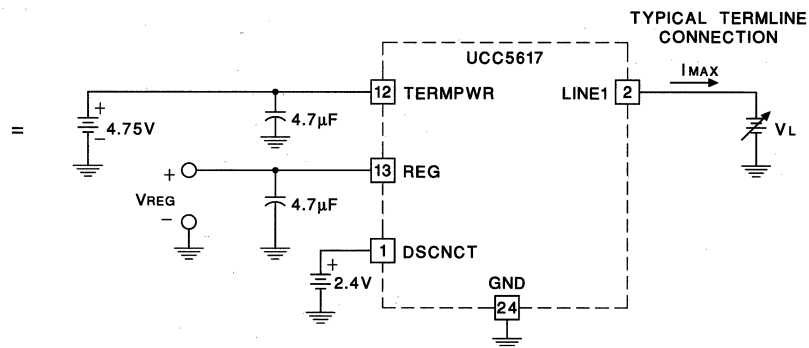 TYPICAL TERMLINE
CONNECTION
UCC5617
IMAX
12 TERMPWR
LINE1 2
+
4.75V
−
4.7µF
VL
=
+
13 REG
VREG
4.7µF
−
1 DSCNCT
+
2.4V
GND
24